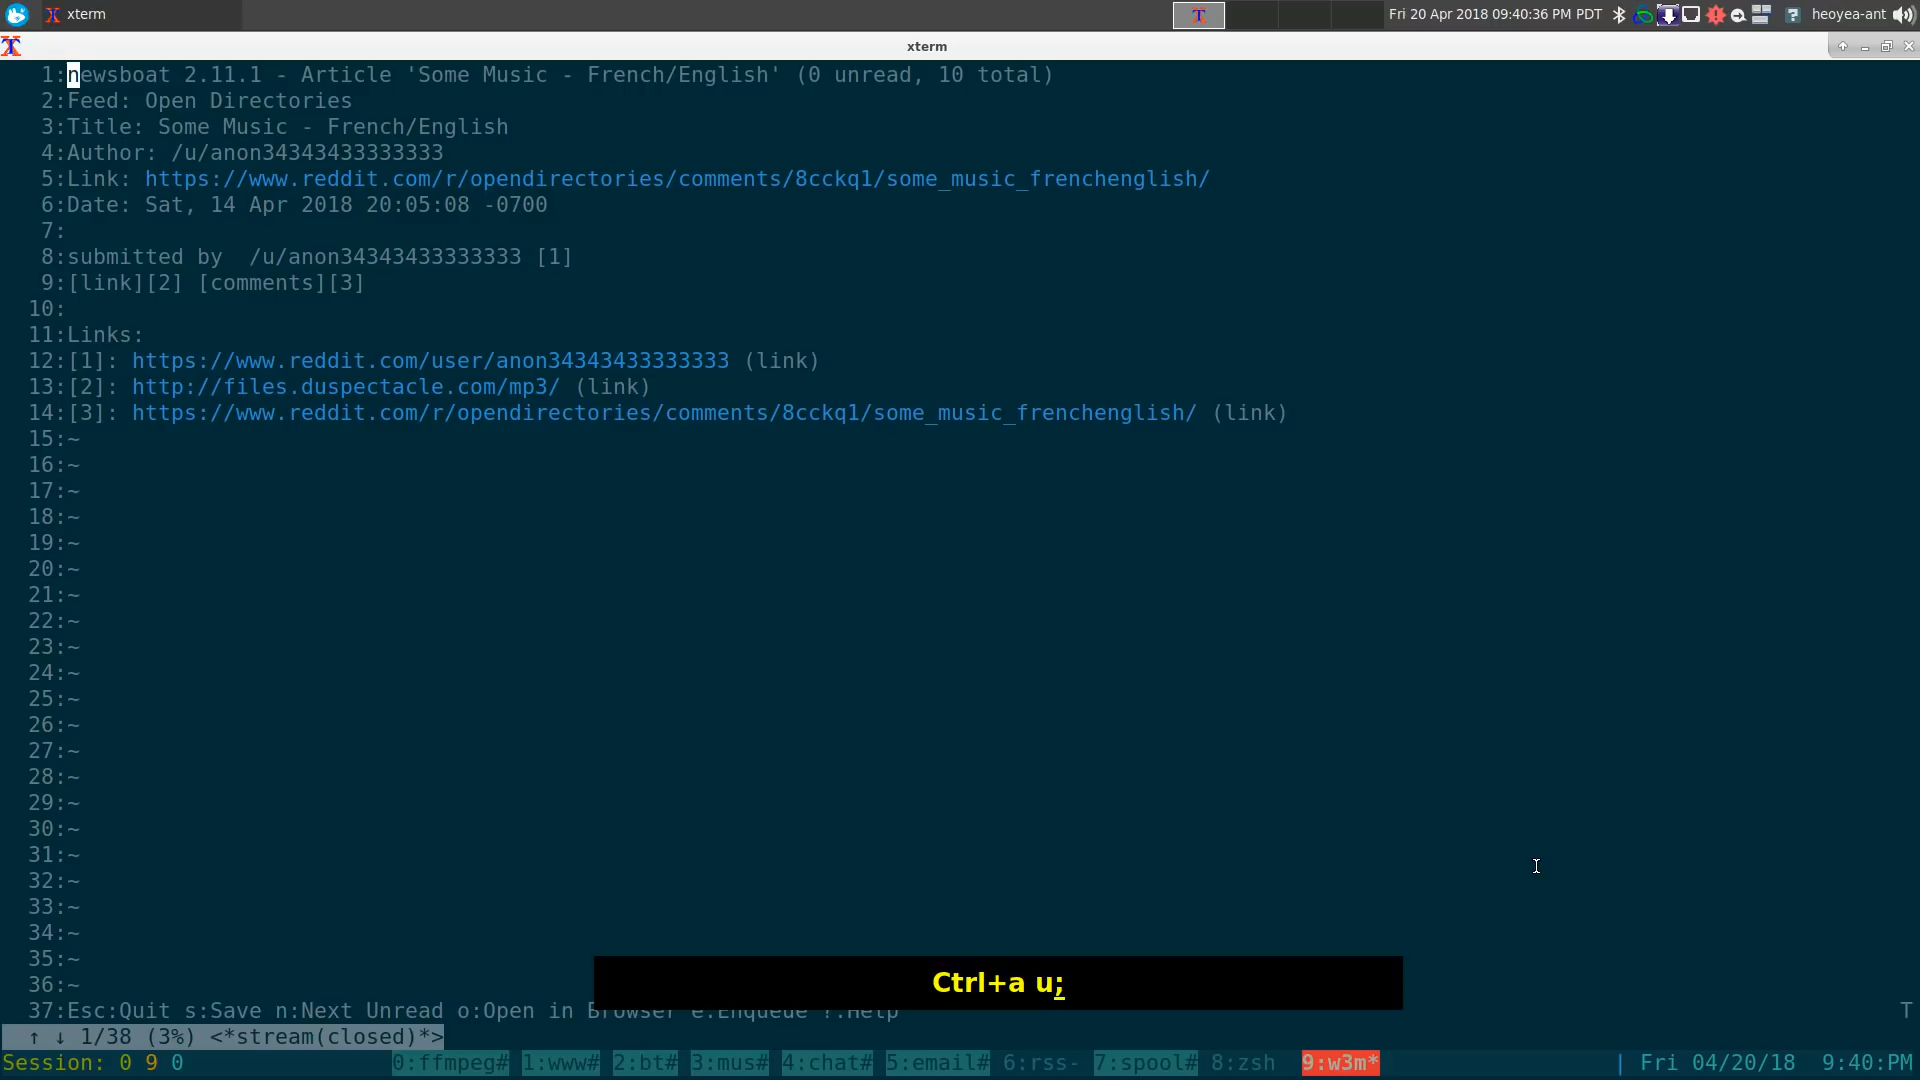 xterm
Fri 20 Apr 2018 09:40:36 PM PDT
heoyea-ant
xterm
1:newsboat 2.11.1 - Article 'Some Music - French/English' (0 unread, 10 total)
2:Feed: Open Directories
3:Title: Some Music - French/English
4:Author: /u/anon34343433333333
5:Link: https://www.reddit.com/r/opendirectories/comments/8cckq1/some_music_frenchenglish/
6:Date: Sat, 14 Apr 2018 20:05:08 -0700
7:
8:submitted by  /u/anon34343433333333 [1]
9:[link][2] [comments][3]
10:
11:Links:
12:[1]: https://www.reddit.com/user/anon34343433333333 (link)
13:[2]: http://files.duspectacle.com/mp3/ (link)
14:[3]: https://www.reddit.com/r/opendirectories/comments/8cckq1/some_music_frenchenglish/ (link)
15:~
16:~
17:~
18:~
19:~
20:~
21:~
22:~
23:~
24:~
25:~
26:~
27:~
28:~
29:~
30:~
31:~
32:~
33:~
34:~
35:~
36:~
Ctrl+a u;
37:Esc:Quit s:Save n:Next Unread o:Open in Browser e:Enqueue ?:Help T
↑ ↓ 1/38 (3%) <*stream(closed)*>
Session: 0 9 0 0:ffmpeg# 1:www# 2:bt# 3:mus# 4:chat# 5:email# 6:rss- 7:spool# 8:zsh 9:w3m* | Fri 04/20/18 9:40:PM